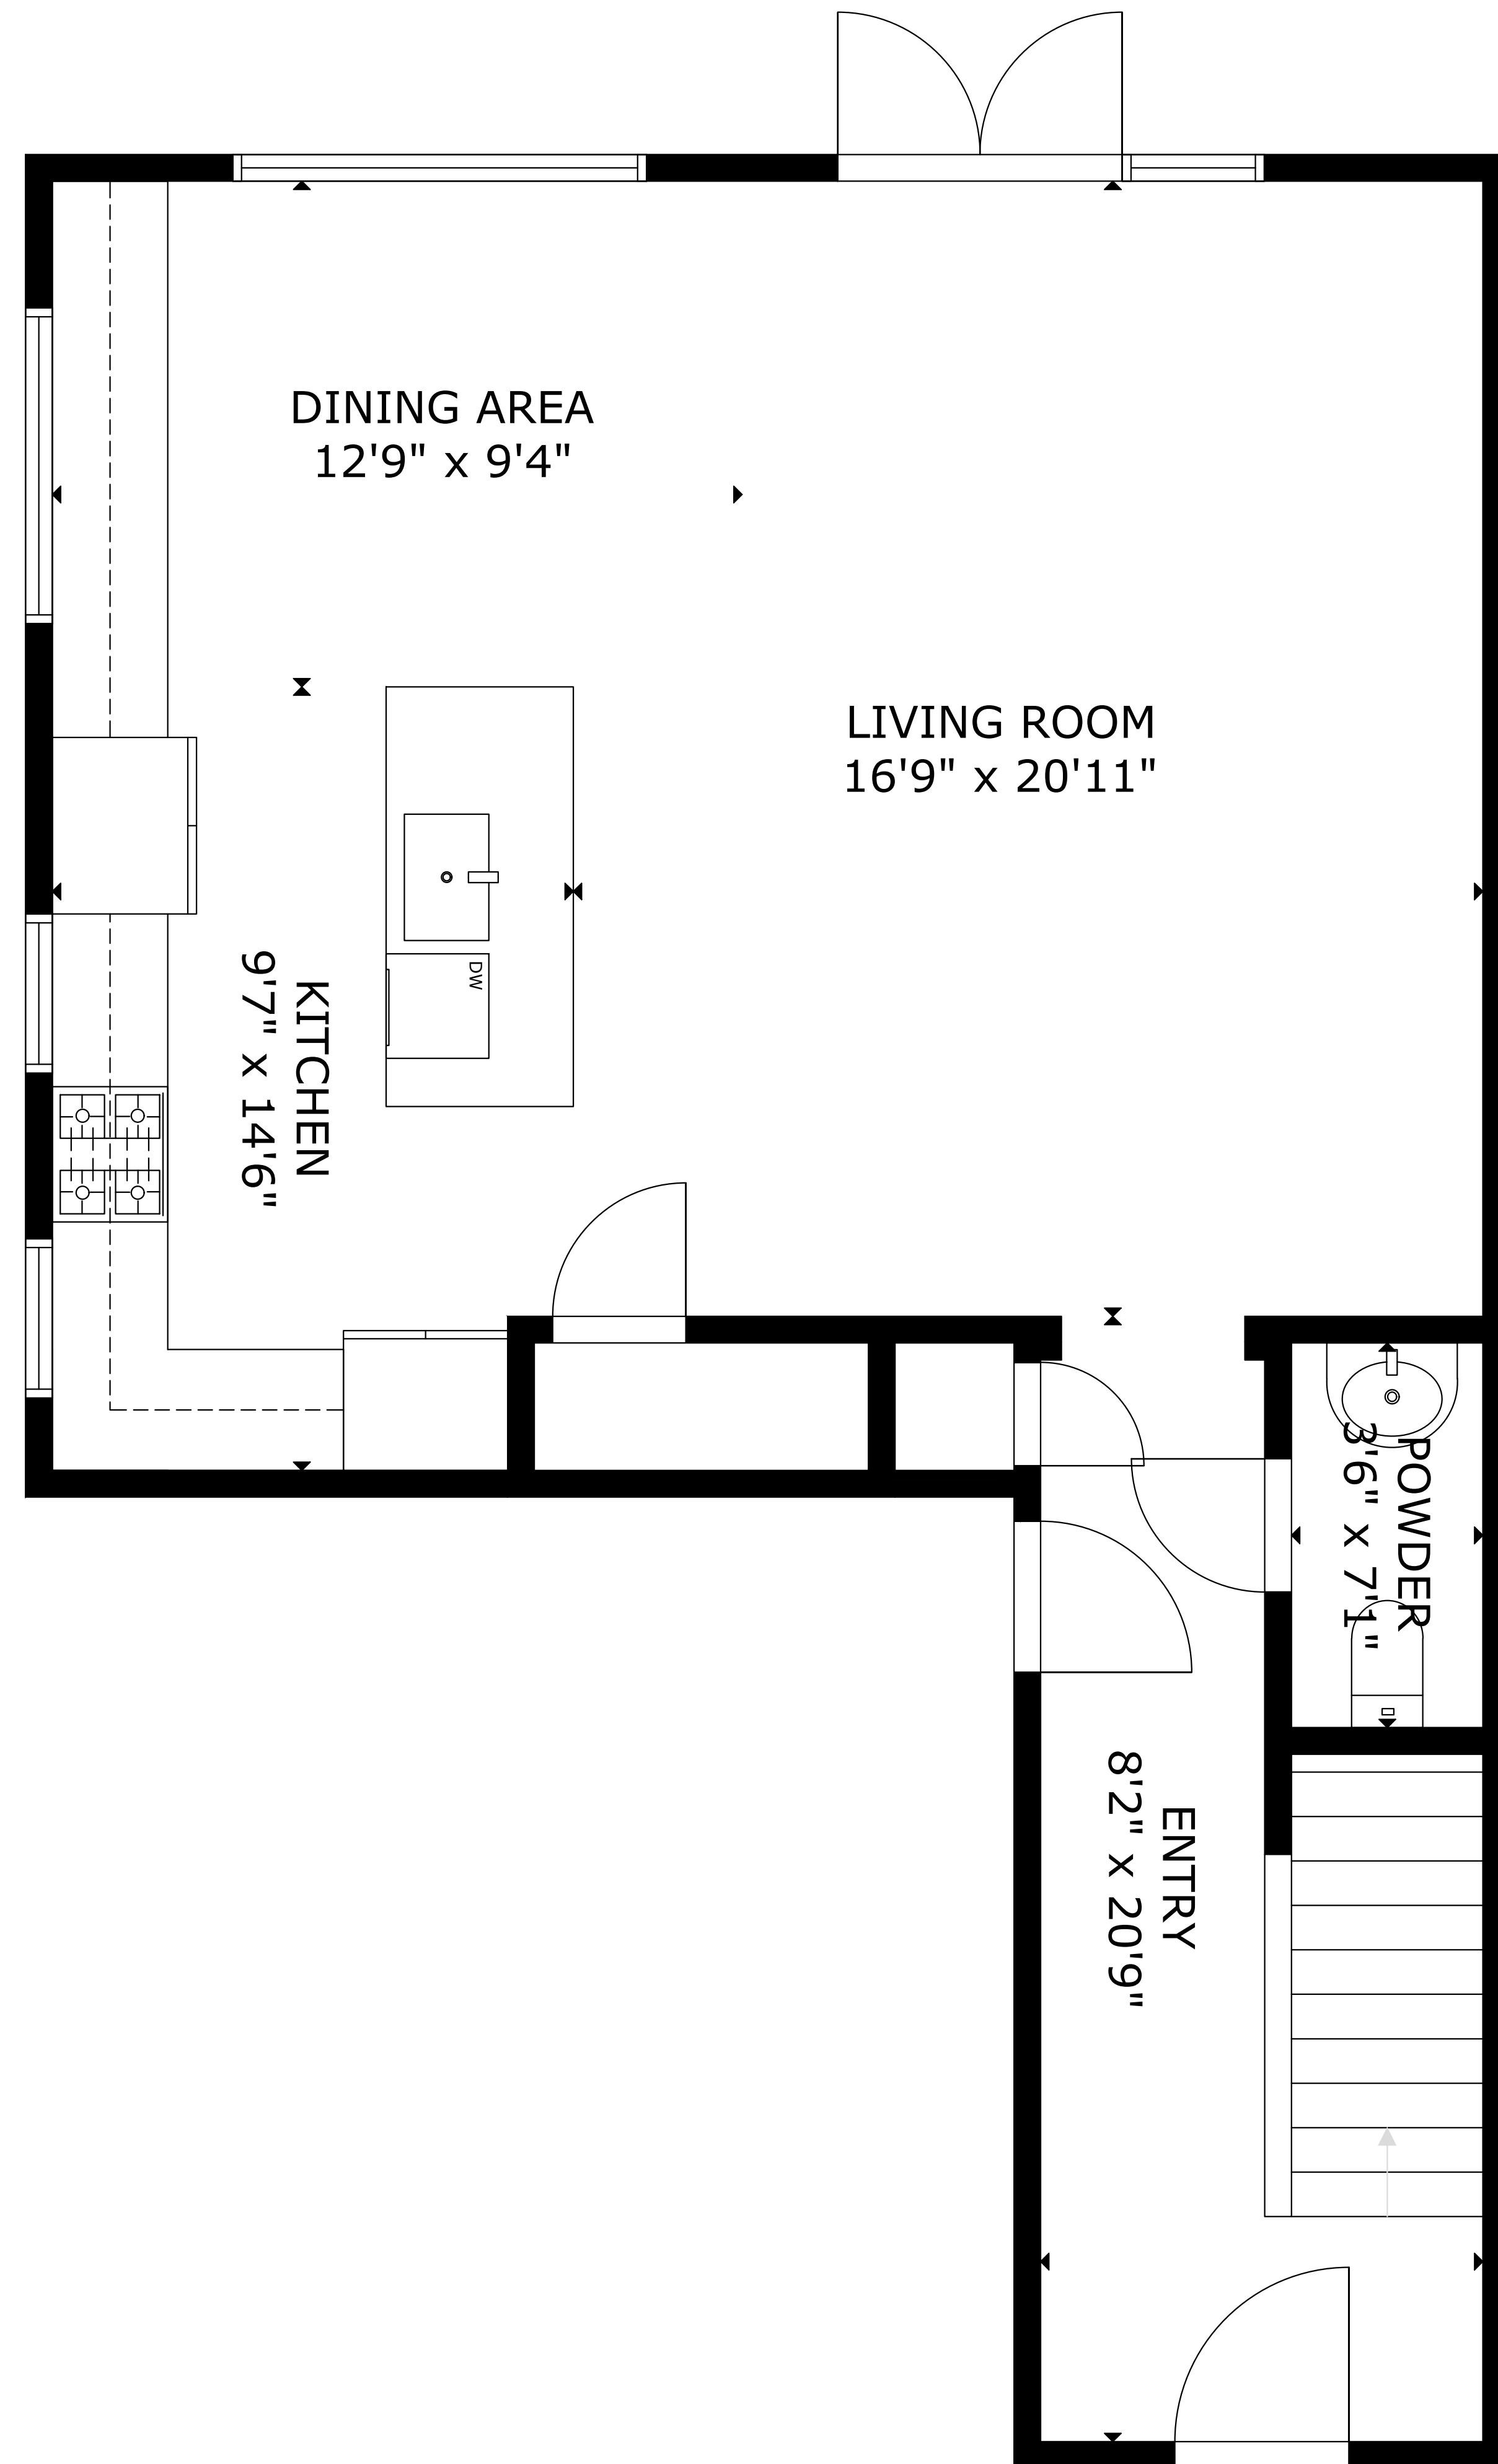 DINING AREA
12'9" x 9'4"
LIVING ROOM
16'9" x 20'11"
KITCHEN
9'7" x 14'6"
DW
POWDER
3'6" x 7'1"
ENTRY
8'2" x 20'9"